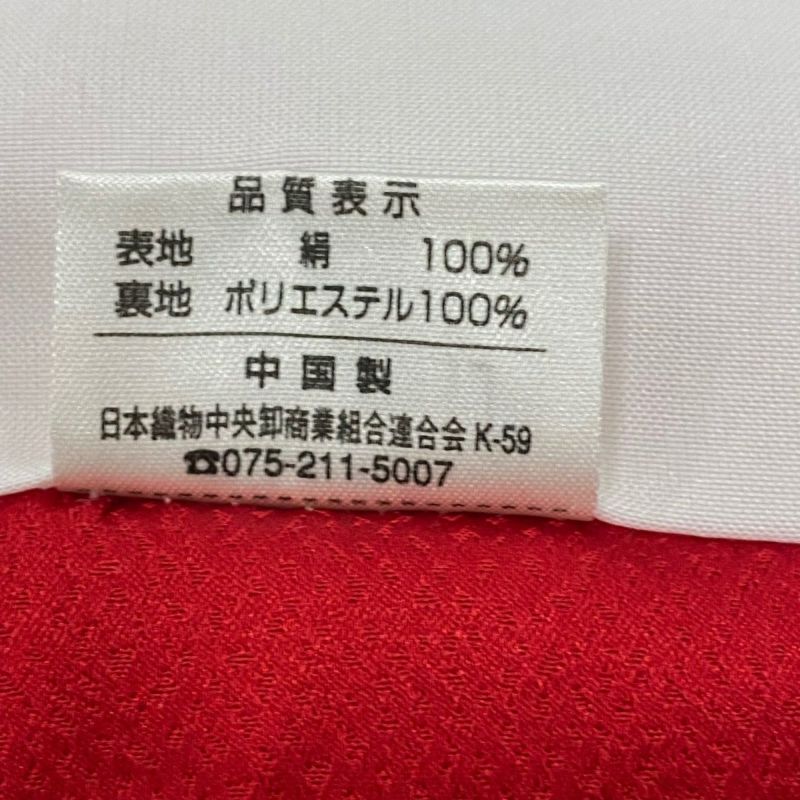 品質表示
表地 絹 100%
裏地 ポリエステル100%
中国製
日本織物中央卸商業組合連合会 K-59
☎075-211-5007